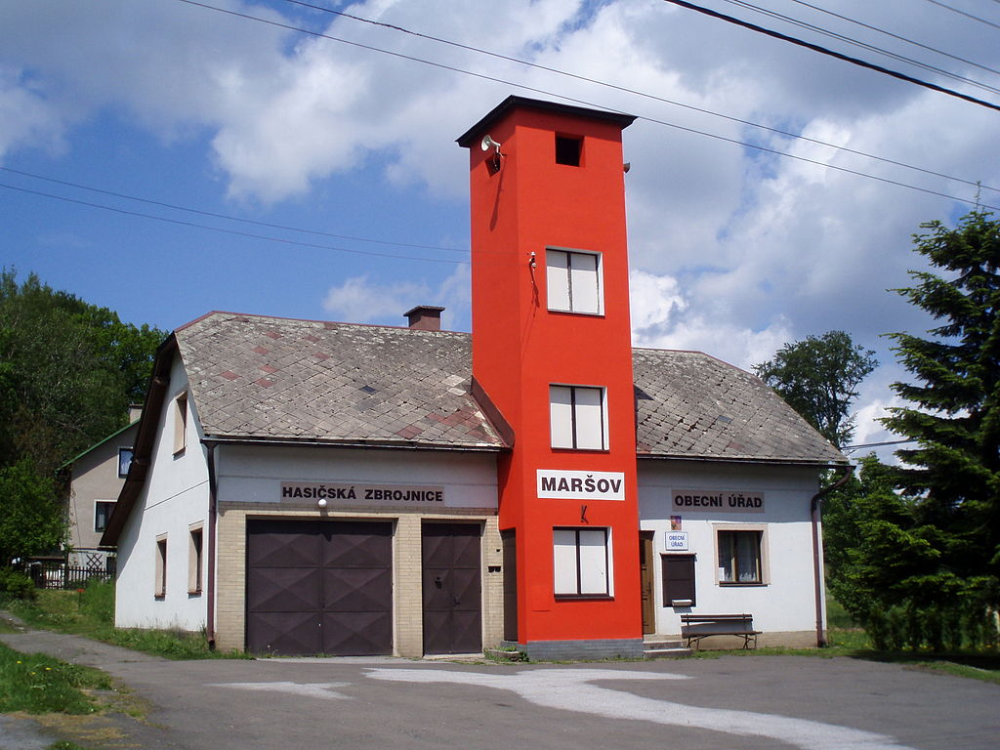 HASIČSKÁ ZBROJNICE
MARŠOV
OBECNÍ ÚŘAD
OBECNÍ
ÚŘAD